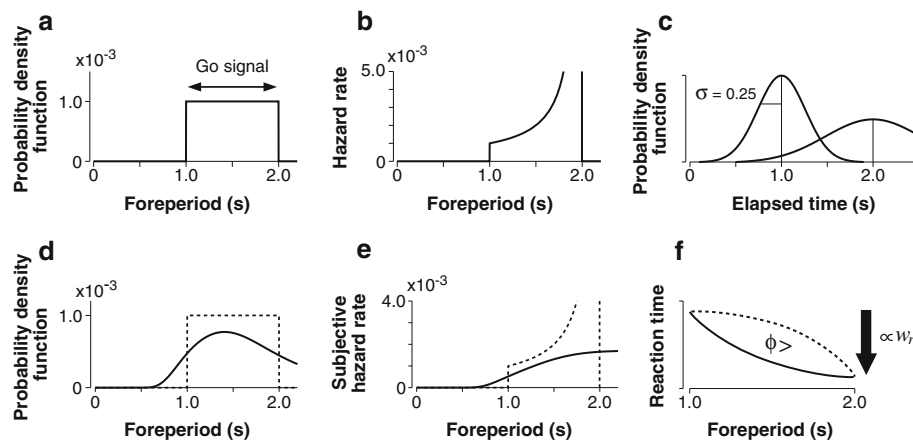 a
x10-3
Probability density
function
1.0
0
Go signal
0 1.0 2.0
Foreperiod (s)
b
x10-3
Hazard rate
5.0
0
0 1.0 2.0
Foreperiod (s)
c
Probability density
function
σ = 0.25
0 1.0 2.0
Elapsed time (s)
d
x10-3
Probability density
function
1.0
0
0 1.0 2.0
Foreperiod (s)
e
x10-3
Subjective
hazard rate
4.0
0
0 1.0 2.0
Foreperiod (s)
f
Reaction time
ϕ>
∝wr
1.0 2.0
Foreperiod (s)